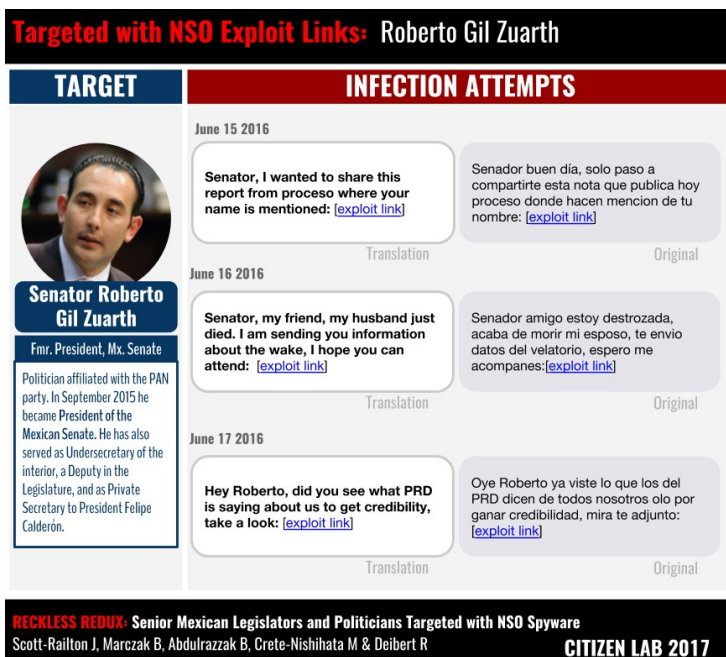 Targeted with NSO Exploit Links: Roberto Gil Zuarth
TARGET
INFECTION ATTEMPTS
Senator Roberto
Gil Zuarth
Fmr. President, Mx. Senate
Politician affiliated with the PAN
party. In September 2015 he
became President of the
Mexican Senate. He has also
served as Undersecretary of the
interior, a Deputy in the
Legislature, and as Private
Secretary to President Felipe
Calderón.
June 15 2016
Senator, I wanted to share this
report from proceso where your
name is mentioned: [exploit link]
Translation
Senador buen día, solo paso a
compartirte esta nota que publica hoy
proceso donde hacen mencion de tu
nombre: [exploit link]
Original
June 16 2016
Senator, my friend, my husband just
died. I am sending you information
about the wake, I hope you can
attend: [exploit link]
Translation
Senador amigo estoy destrozada,
acaba de morir mi esposo, te envio
datos del velatorio, espero me
acompanes:[exploit link]
Original
June 17 2016
Hey Roberto, did you see what PRD
is saying about us to get credibility,
take a look: [exploit link]
Translation
Oye Roberto ya viste lo que los del
PRD dicen de todos nosotros olo por
ganar credibilidad, mira te adjunto:
[exploit link]
Original
RECKLESS REDUX: Senior Mexican Legislators and Politicians Targeted with NSO Spyware
Scott-Railton J, Marczak B, Abdulrazzak B, Crete-Nishihata M & Deibert R
CITIZEN LAB 2017